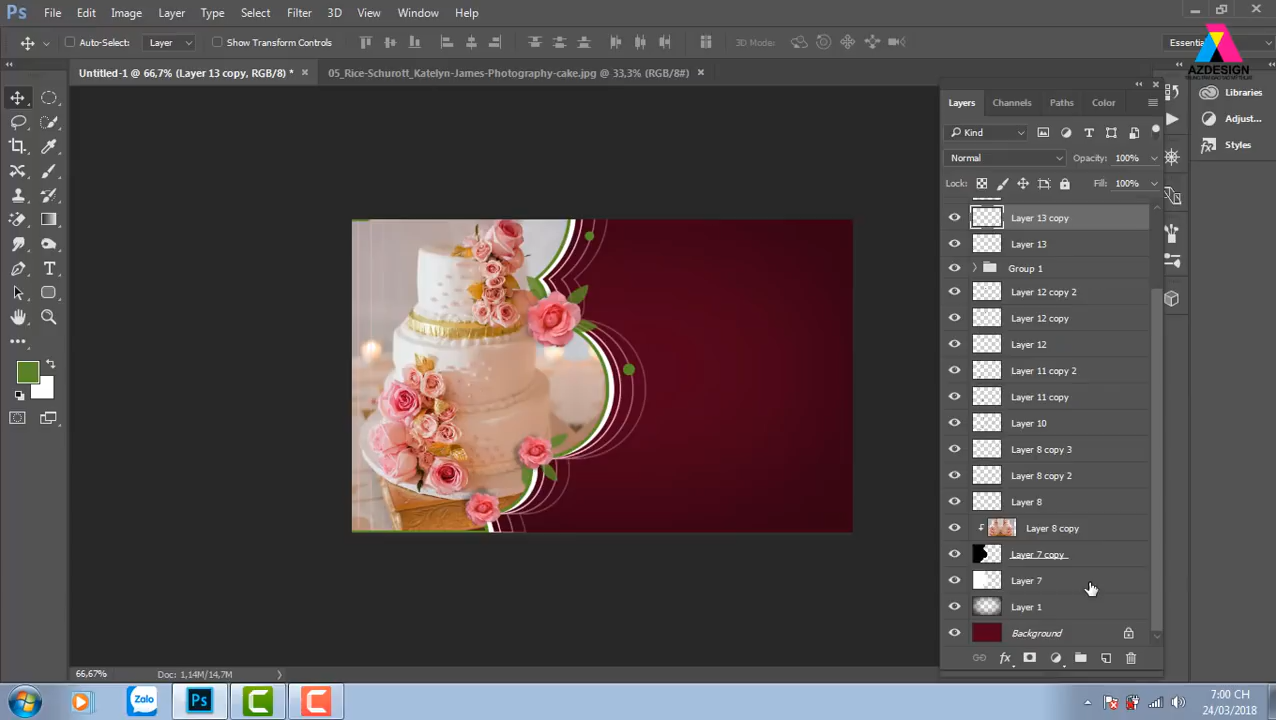 Ps File Edit Image Layer Type Select Filter 3D View Window Help
Auto-Select: Layer Show Transform Controls 3D Mode: Essenti
AZDESIGN
Untitled-1 @ 66,7% (Layer 13 copy, RGB/8) * × 05_Rice-Schurott_Katelyn-James-Photography-cake.jpg @ 33,3% (RGB/8#) ×
Layers Channels Paths Color
Libraries
Adjust...
Styles
Kind
Normal Opacity: 100%
Lock: Fill: 100%
Layer 13 copy
Layer 13
Group 1
Layer 12 copy 2
Layer 12 copy
Layer 12
Layer 11 copy 2
Layer 11 copy
Layer 10
Layer 8 copy 3
Layer 8 copy 2
Layer 8
Layer 8 copy
Layer 7 copy
Layer 7
Layer 1
Background
fx
66,67% Doc: 1,14M/14,7M
Zalo Ps C C
7:00 CH
24/03/2018